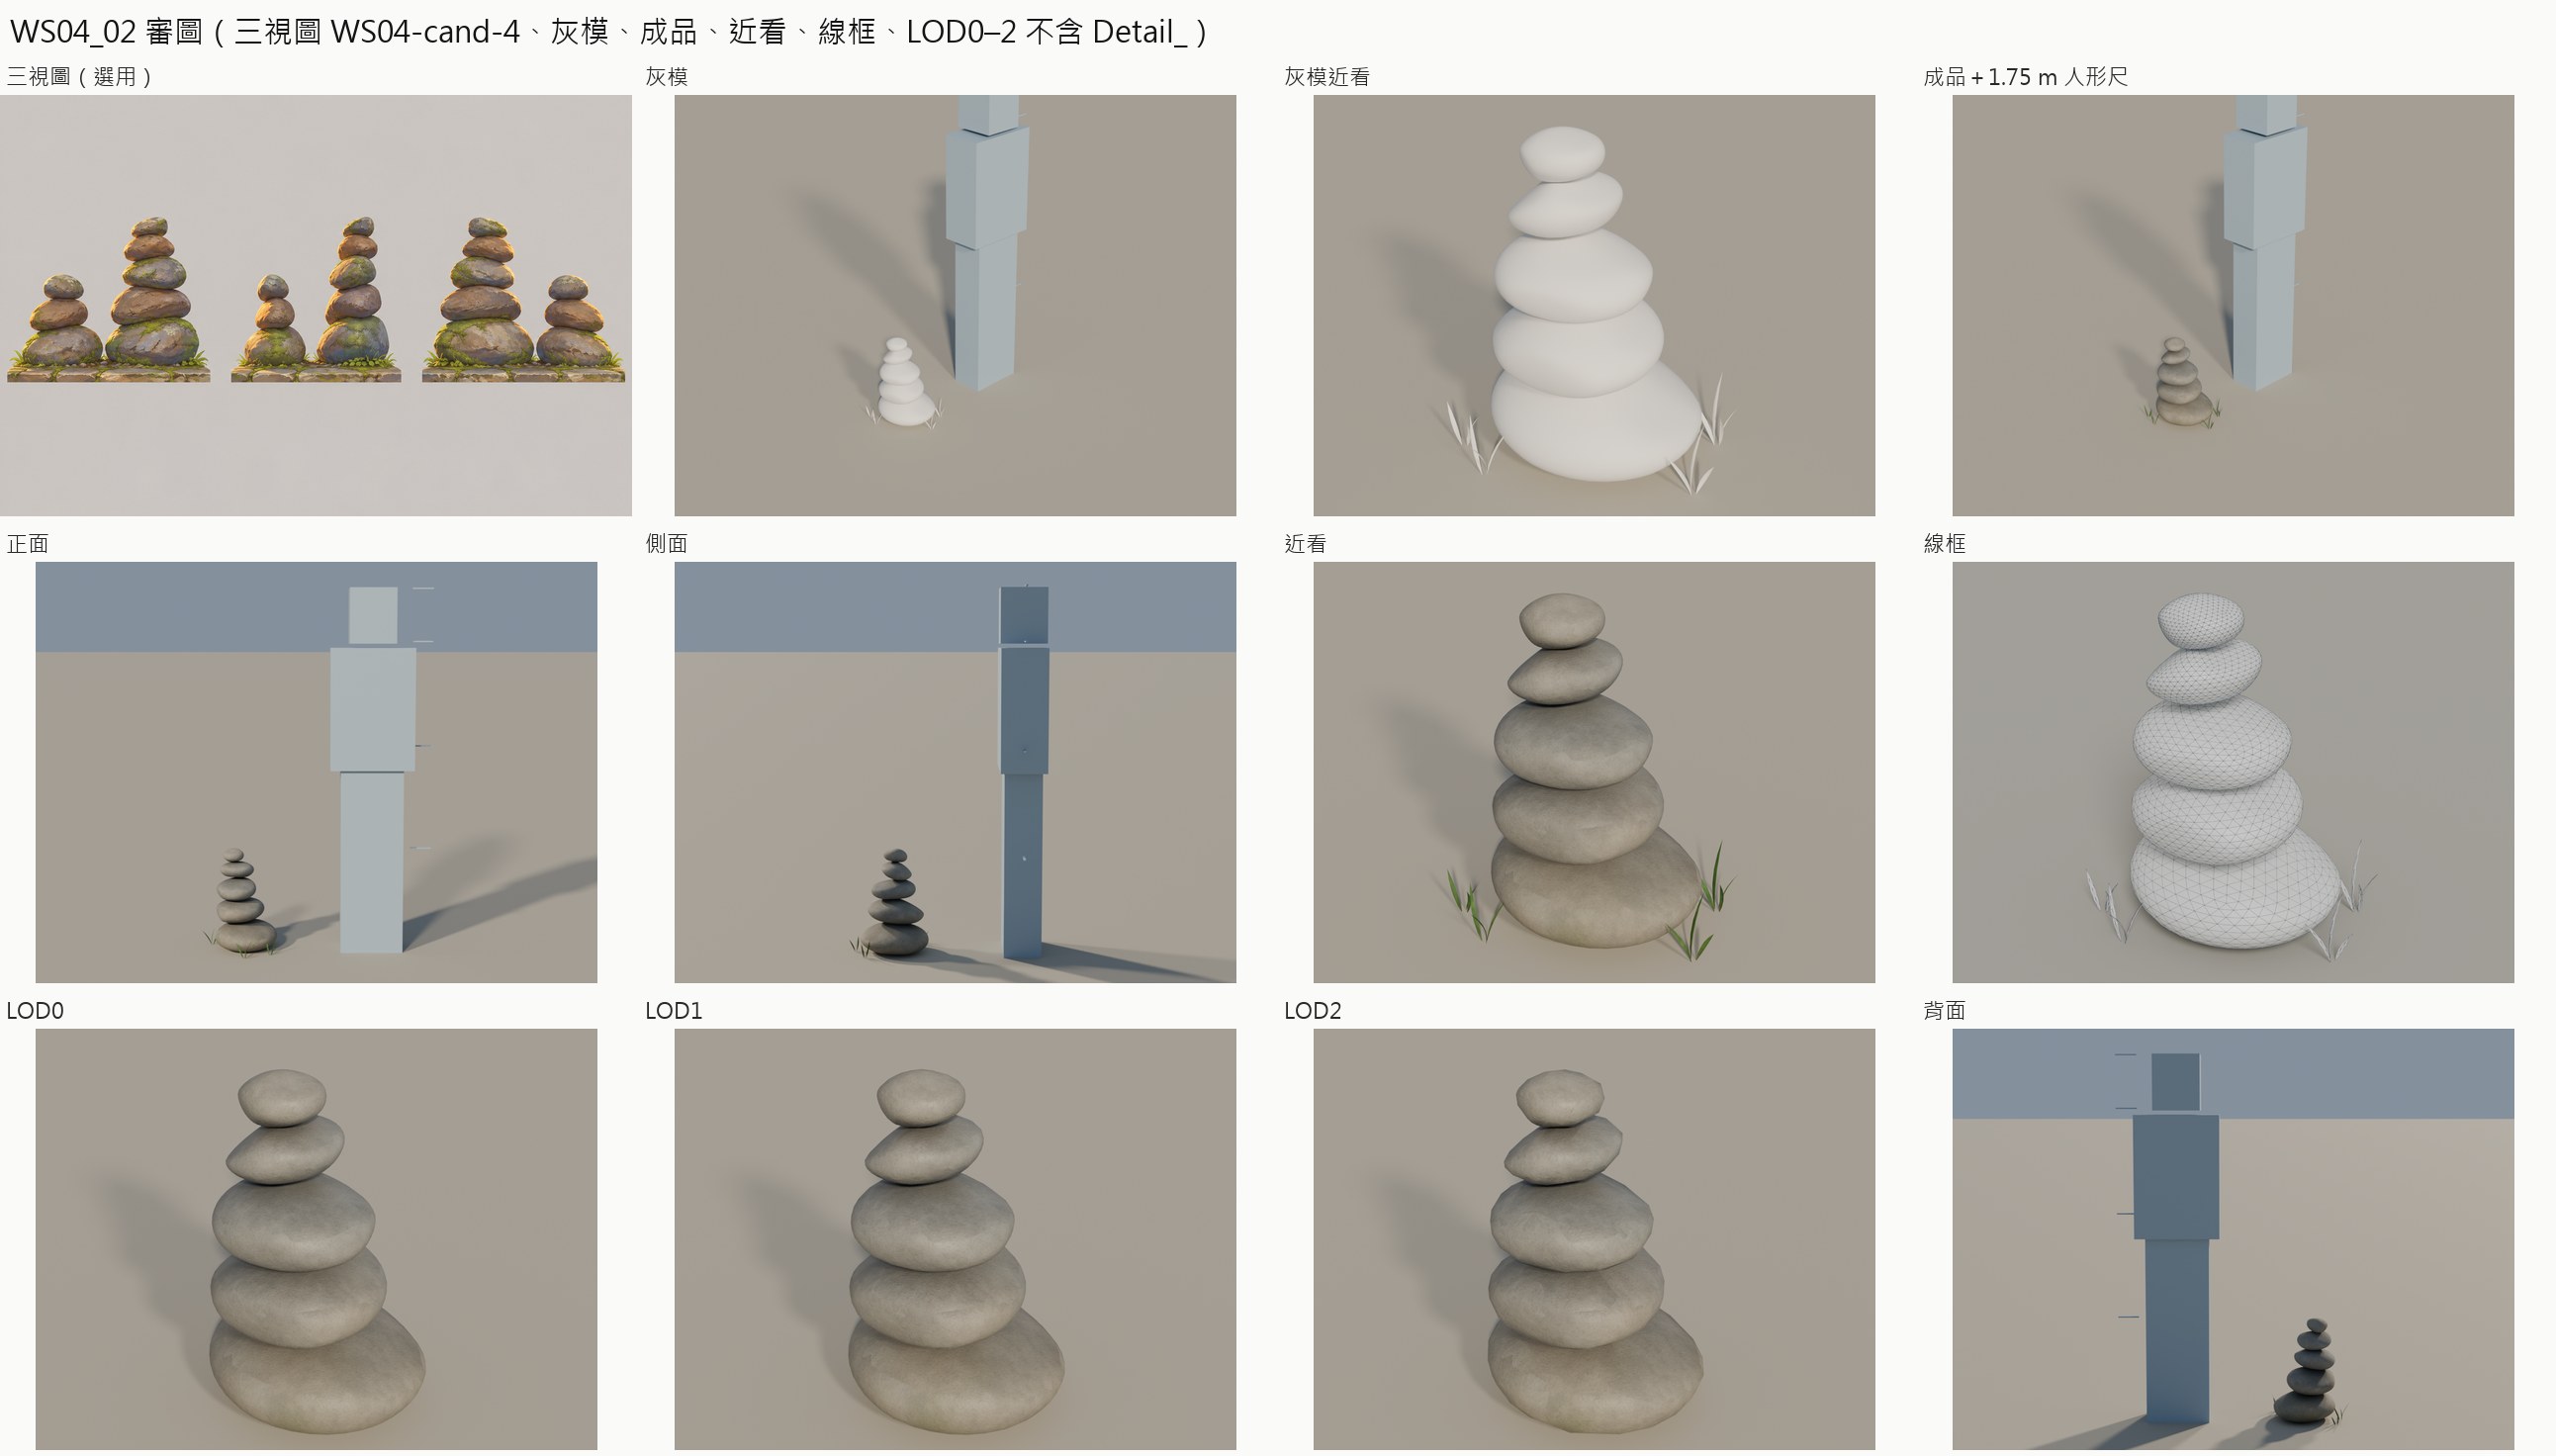 WS04_02 審圖（三視圖 WS04-cand-4、灰模、成品、近看、線框、LOD0–2 不含 Detail_）
三視圖（選用）
灰模
灰模近看
成品＋1.75 m 人形尺
正面
側面
近看
線框
LOD0
LOD1
LOD2
背面